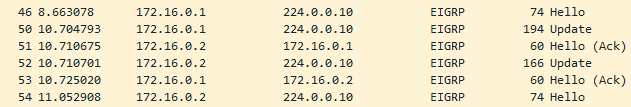 46 8.663078 172.16.0.1 224.0.0.10 EIGRP 74 Hello
50 10.704793 172.16.0.1 224.0.0.10 EIGRP 194 Update
51 10.710675 172.16.0.2 172.16.0.1 EIGRP 60 Hello (Ack)
52 10.710701 172.16.0.2 224.0.0.10 EIGRP 166 Update
53 10.725020 172.16.0.1 172.16.0.2 EIGRP 60 Hello (Ack)
54 11.052908 172.16.0.2 224.0.0.10 EIGRP 74 Hello